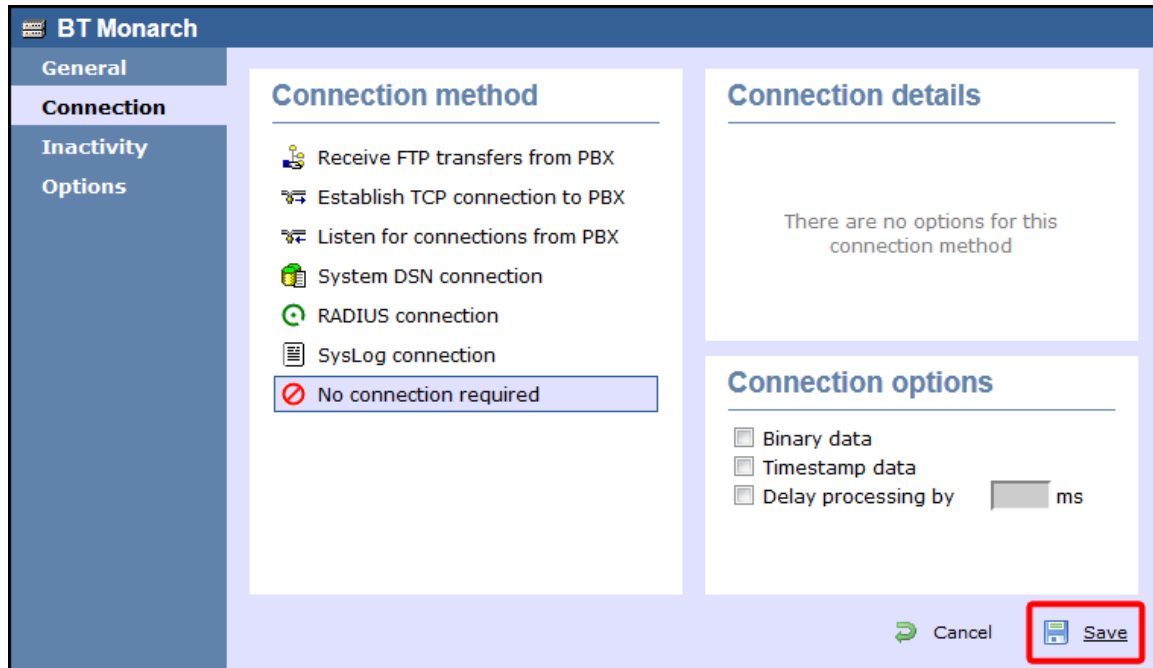 BT Monarch
General
Connection
Inactivity
Options
Connection method
Receive FTP transfers from PBX
Establish TCP connection to PBX
Listen for connections from PBX
System DSN connection
RADIUS connection
SysLog connection
No connection required
Connection details
There are no options for this
connection method
Connection options
Binary data
Timestamp data
Delay processing by ms
Cancel
Save